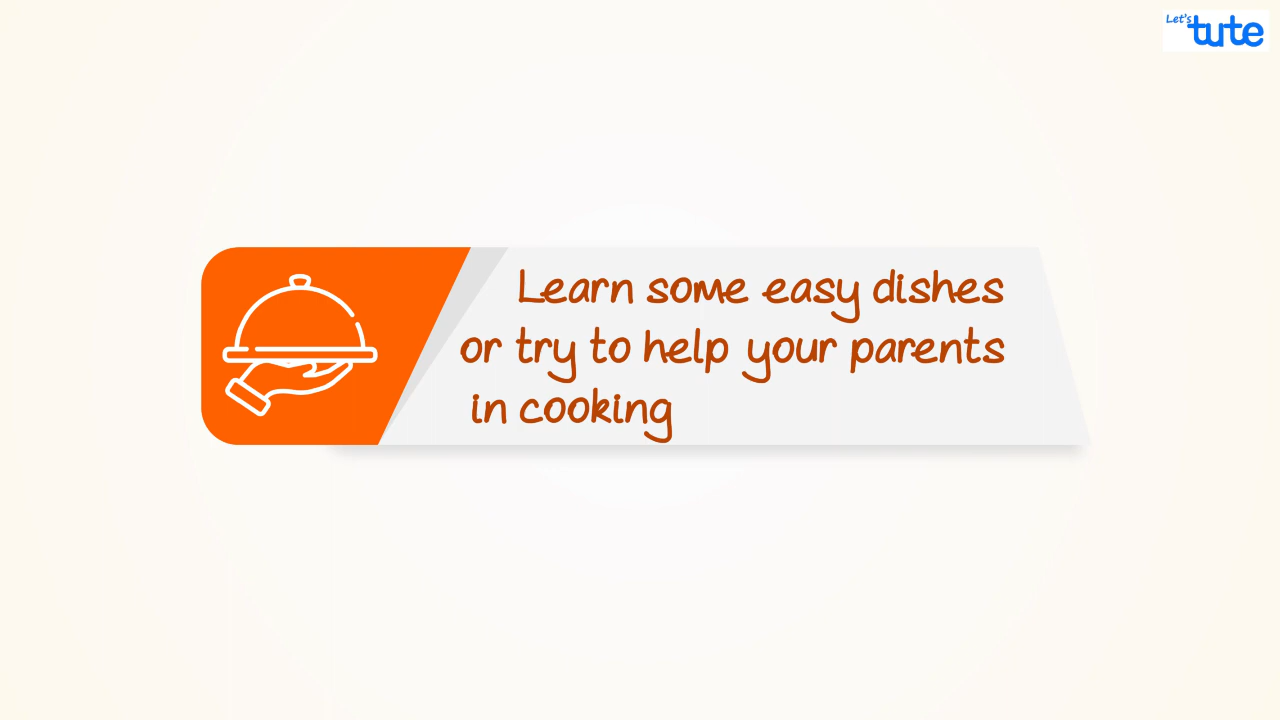 Let's
tute
Learn some easy dishes
or try to help your parents
in cooking